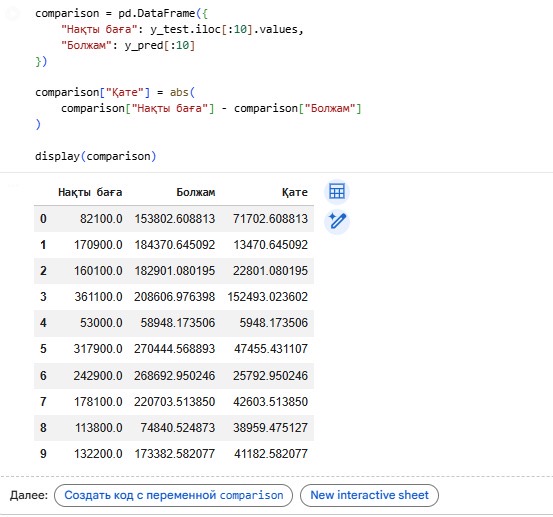 comparison = pd.DataFrame({
    "Нақты баға": y_test.iloc[:10].values,
    "Болжам": y_pred[:10]
})
comparison["Қате"] = abs(
    comparison["Нақты баға"] - comparison["Болжам"]
)
display(comparison)
Нақты баға Болжам Қате
0 82100.0 153802.608813 71702.608813
1 170900.0 184370.645092 13470.645092
2 160100.0 182901.080195 22801.080195
3 361100.0 208606.976398 152493.023602
4 53000.0 58948.173506 5948.173506
5 317900.0 270444.568893 47455.431107
6 242900.0 268692.950246 25792.950246
7 178100.0 220703.513850 42603.513850
8 113800.0 74840.524873 38959.475127
9 132200.0 173382.582077 41182.582077
Далее: Создать код с переменной comparison New interactive sheet